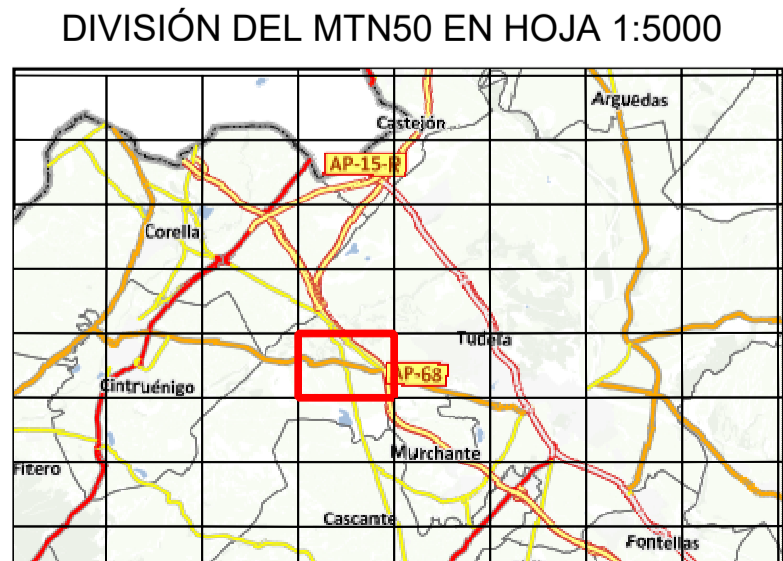 DIVISIÓN DEL MTN50 EN HOJA 1:5000
Arguedas
Castejón
AP-15-R
Corella
Tudela
AP-68
Cintruénigo
Murchante
Fitero
Cascante
Fontellas